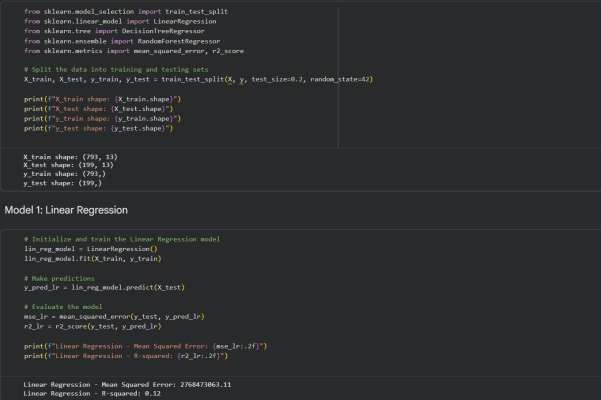 from sklearn.model_selection import train_test_split
from sklearn.linear_model import LinearRegression
from sklearn.tree import DecisionTreeRegressor
from sklearn.ensemble import RandomForestRegressor
from sklearn.metrics import mean_squared_error, r2_score
# Split the data into training and testing sets
X_train, X_test, y_train, y_test = train_test_split(X, y, test_size=0.2, random_state=42)
print(f"X_train shape: {X_train.shape}")
print(f"X_test shape: {X_test.shape}")
print(f"y_train shape: {y_train.shape}")
print(f"y_test shape: {y_test.shape}")
X_train shape: (793, 13)
X_test shape: (199, 13)
y_train shape: (793,)
y_test shape: (199,)
Model 1: Linear Regression
# Initialize and train the Linear Regression model
lin_reg_model = LinearRegression()
lin_reg_model.fit(X_train, y_train)
# Make predictions
y_pred_lr = lin_reg_model.predict(X_test)
# Evaluate the model
mse_lr = mean_squared_error(y_test, y_pred_lr)
r2_lr = r2_score(y_test, y_pred_lr)
print(f"Linear Regression - Mean Squared Error: {mse_lr:.2f}")
print(f"Linear Regression - R-squared: {r2_lr:.2f}")
Linear Regression - Mean Squared Error: 2768473063.11
Linear Regression - R-squared: 0.12